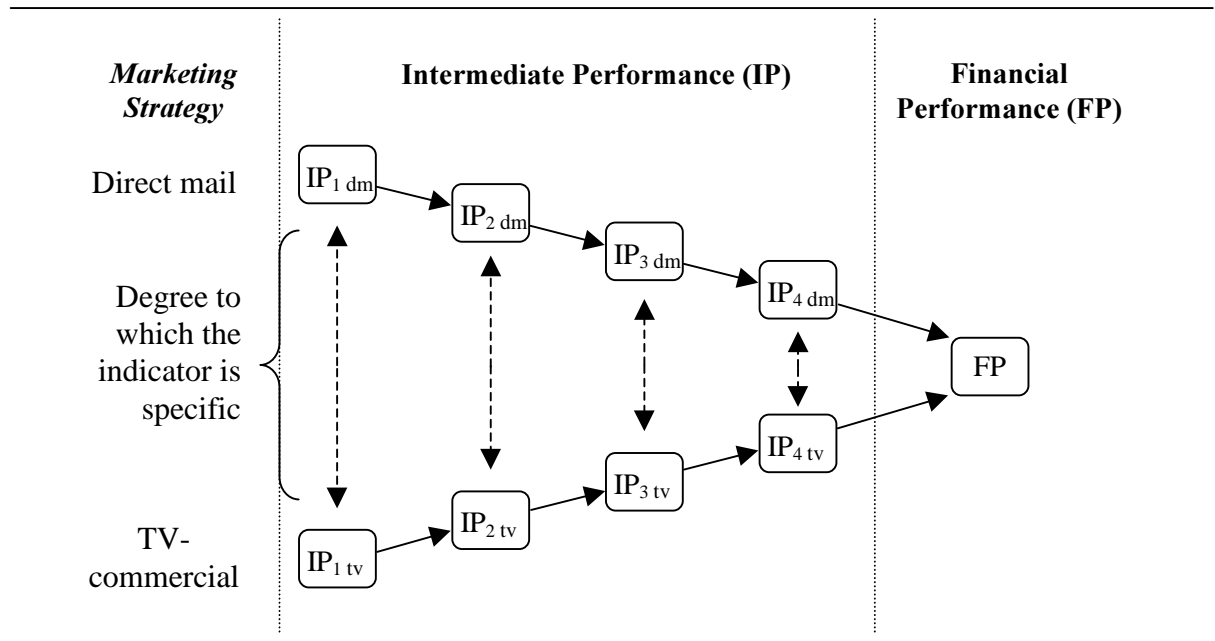 Marketing Strategy
Intermediate Performance (IP)
Financial Performance (FP)
Direct mail
IP1 dm
IP2 dm
IP3 dm
IP4 dm
Degree to
which the
indicator is
specific
FP
IP4 tv
IP3 tv
IP2 tv
IP1 tv
TV-
commercial